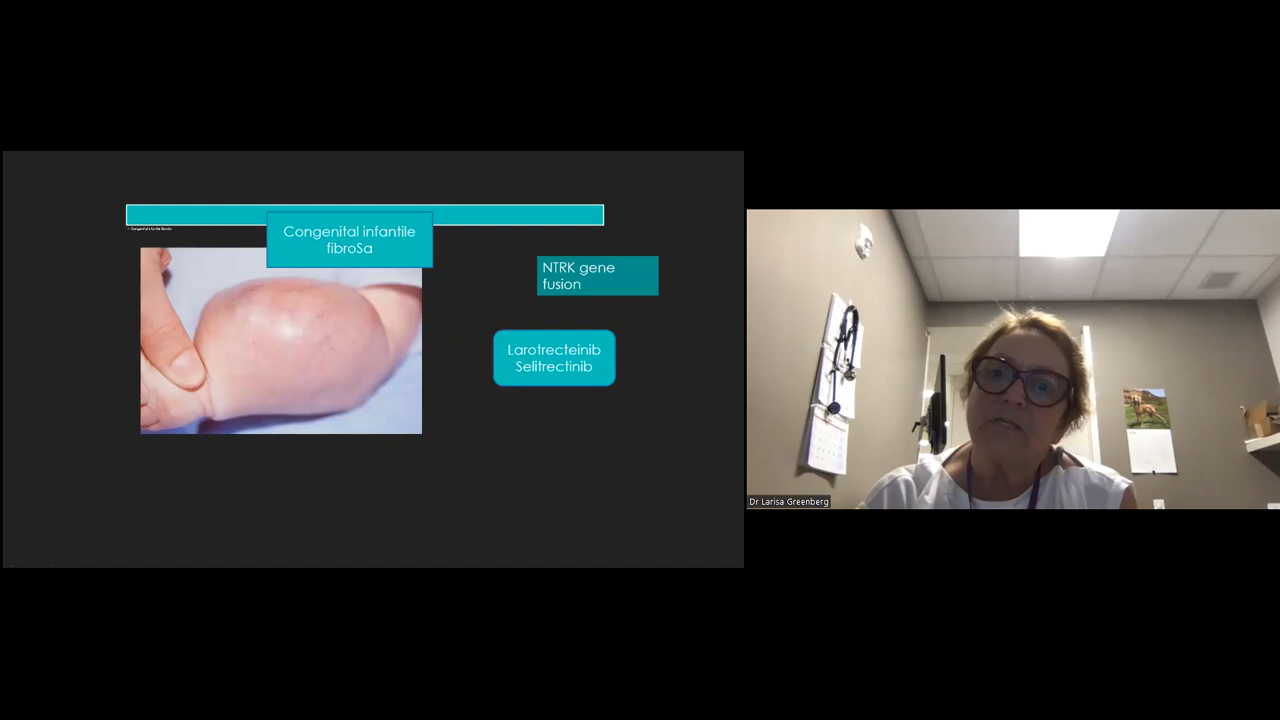 Congenital infantile
fibroSa
NTRK gene
fusion
Larotrecteinib
Selitrectinib
Dr Larisa Greenberg